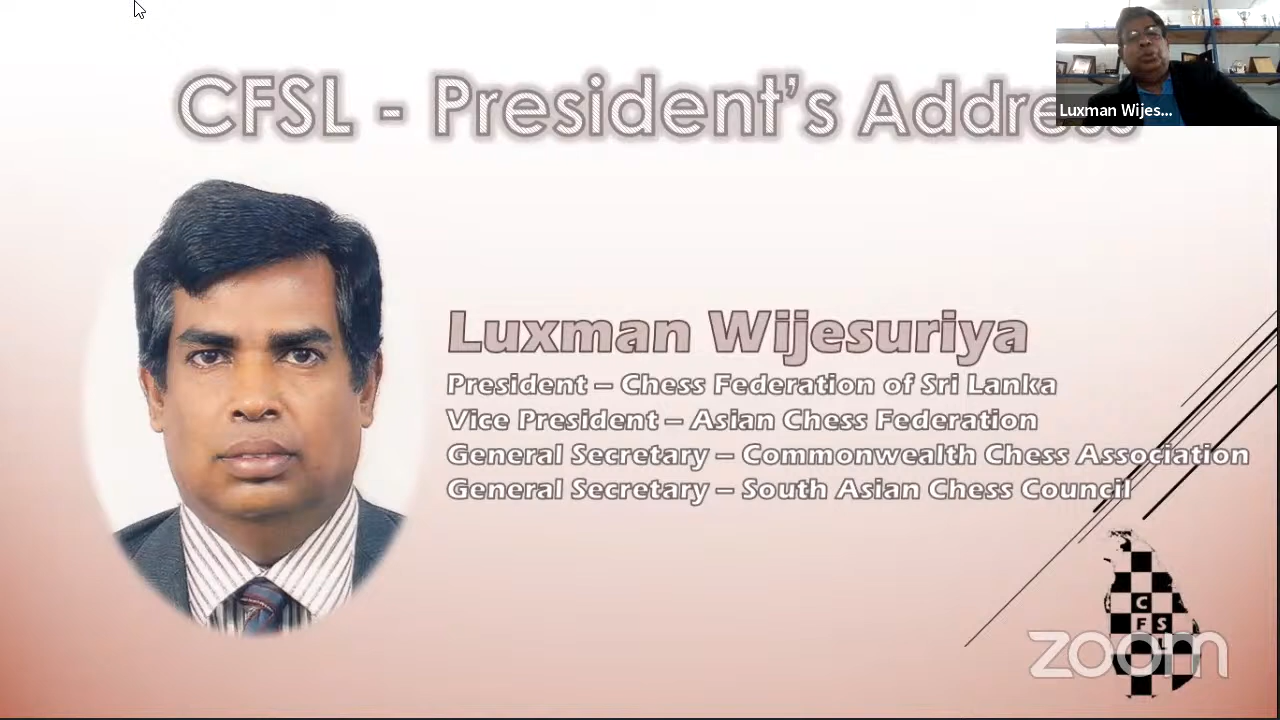 CFSL - President's Address
Luxman Wijes...
Luxman Wijesuriya
President – Chess Federation of Sri Lanka
Vice President – Asian Chess Federation
General Secretary – Commonwealth Chess Association
General Secretary – South Asian Chess Council
C
F S
L
zoom